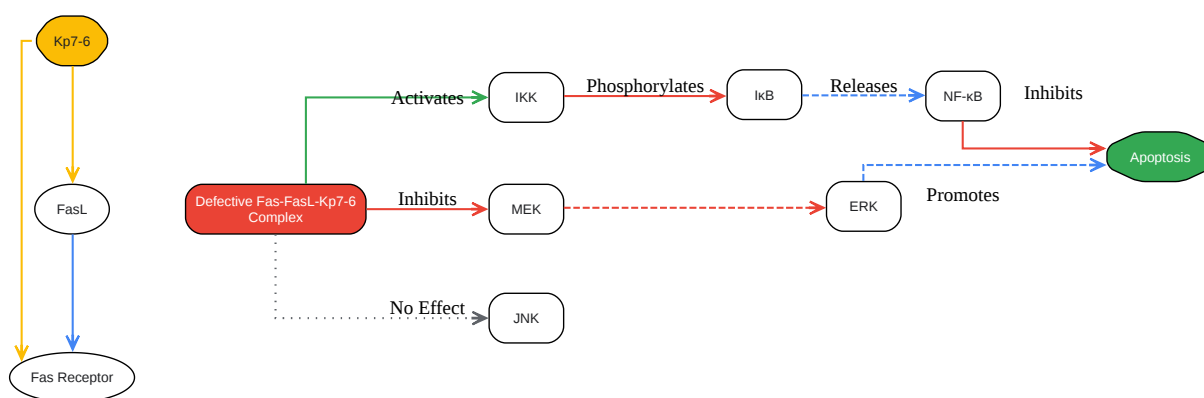 Kp7-6
FasL
Fas Receptor
Defective Fas-FasL-Kp7-6
Complex
Activates
IKK
Phosphorylates
IκB
Releases
NF-κB
Inhibits
Apoptosis
Inhibits
MEK
ERK
Promotes
No Effect
JNK